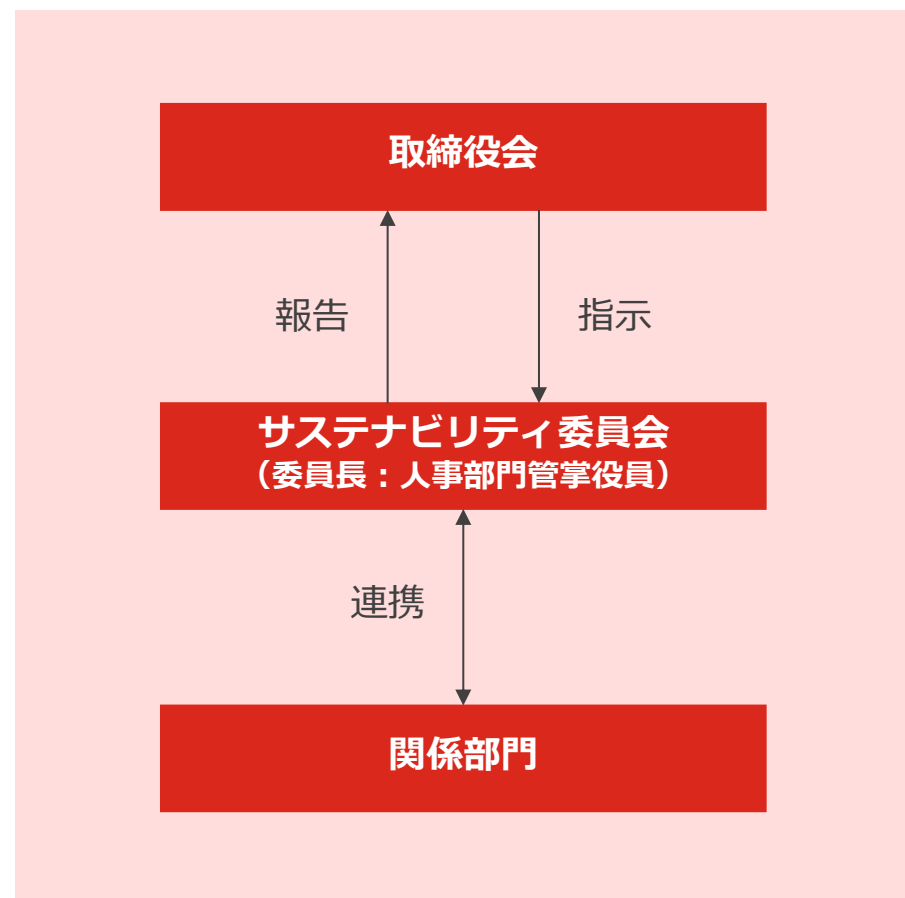 取締役会
報告
指示
サステナビリティ委員会
（委員長：人事部門管掌役員）
連携
関係部門